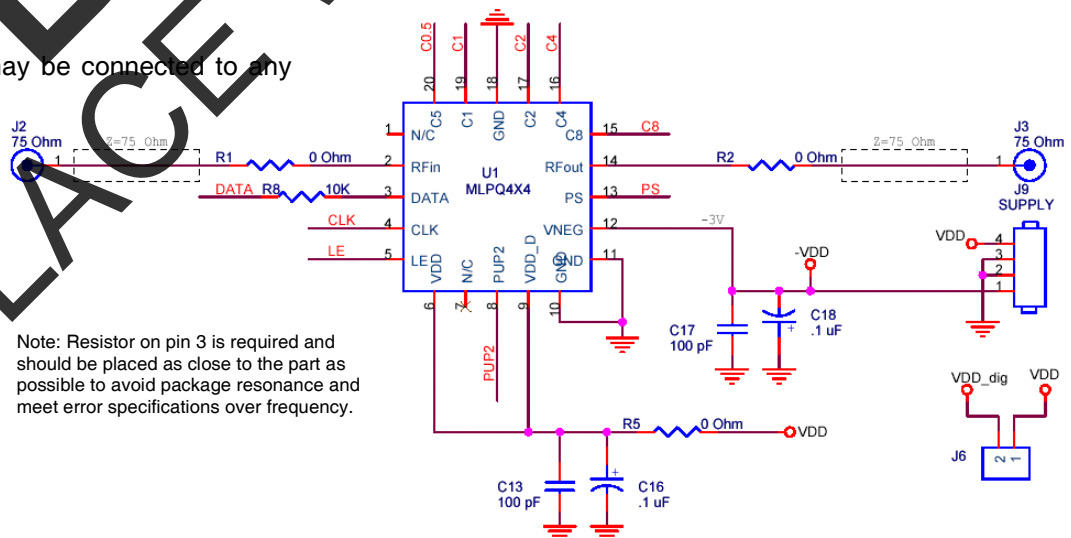 LACE
may be connected to any
C0.5
C1
C2
C4
20
19
18
17
16
C5
C1
GND
C2
C4
J2
75 Ohm
1
Z=75 Ohm
R1
0 Ohm
DATA
R8
10K
CLK
LE
1
2
3
4
5
N/C
RFin
DATA
CLK
LE
U1
MLPQ4X4
C8
RFout
PS
VNEG
GND
15
14
13
12
11
C8
PS
-3V
R2
0 Ohm
Z=75 Ohm
1
J3
75 Ohm
J9
SUPPLY
VDD
4
3
2
1
-VDD
VDD
N/C
PUP2
VDD_D
GND
6
7
8
9
10
PUP2
C17
100 pF
C18
.1 uF
+
Note: Resistor on pin 3 is required and
should be placed as close to the part as
possible to avoid package resonance and
meet error specifications over frequency.
R5
0 Ohm
VDD
C13
100 pF
+
C16
.1 uF
VDD_dig
VDD
J6
2
1